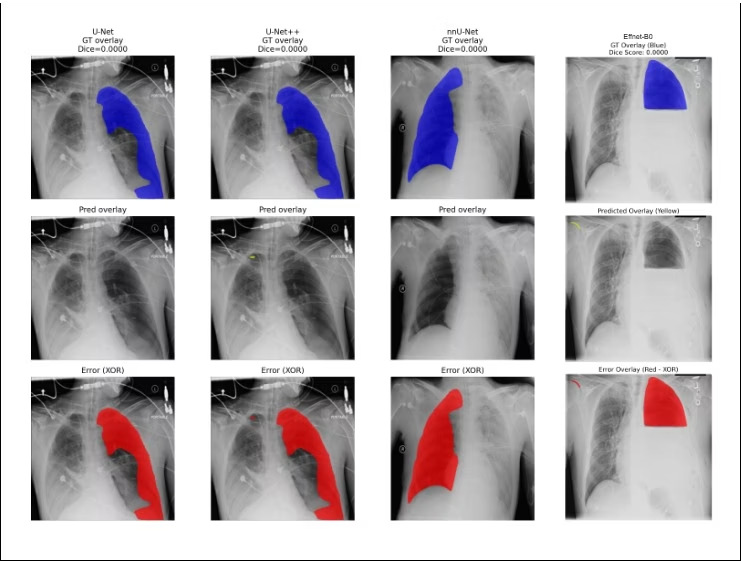 U-Net
GT overlay
Dice=0.0000
U-Net++
GT overlay
Dice=0.0000
nnU-Net
GT overlay
Dice=0.0000
Effnet-B0
GT Overlay (Blue)
Dice Score: 0.0000
Pred overlay
Pred overlay
Pred overlay
Predicted Overlay (Yellow)
Error (XOR)
Error (XOR)
Error (XOR)
Error Overlay (Red - XOR)